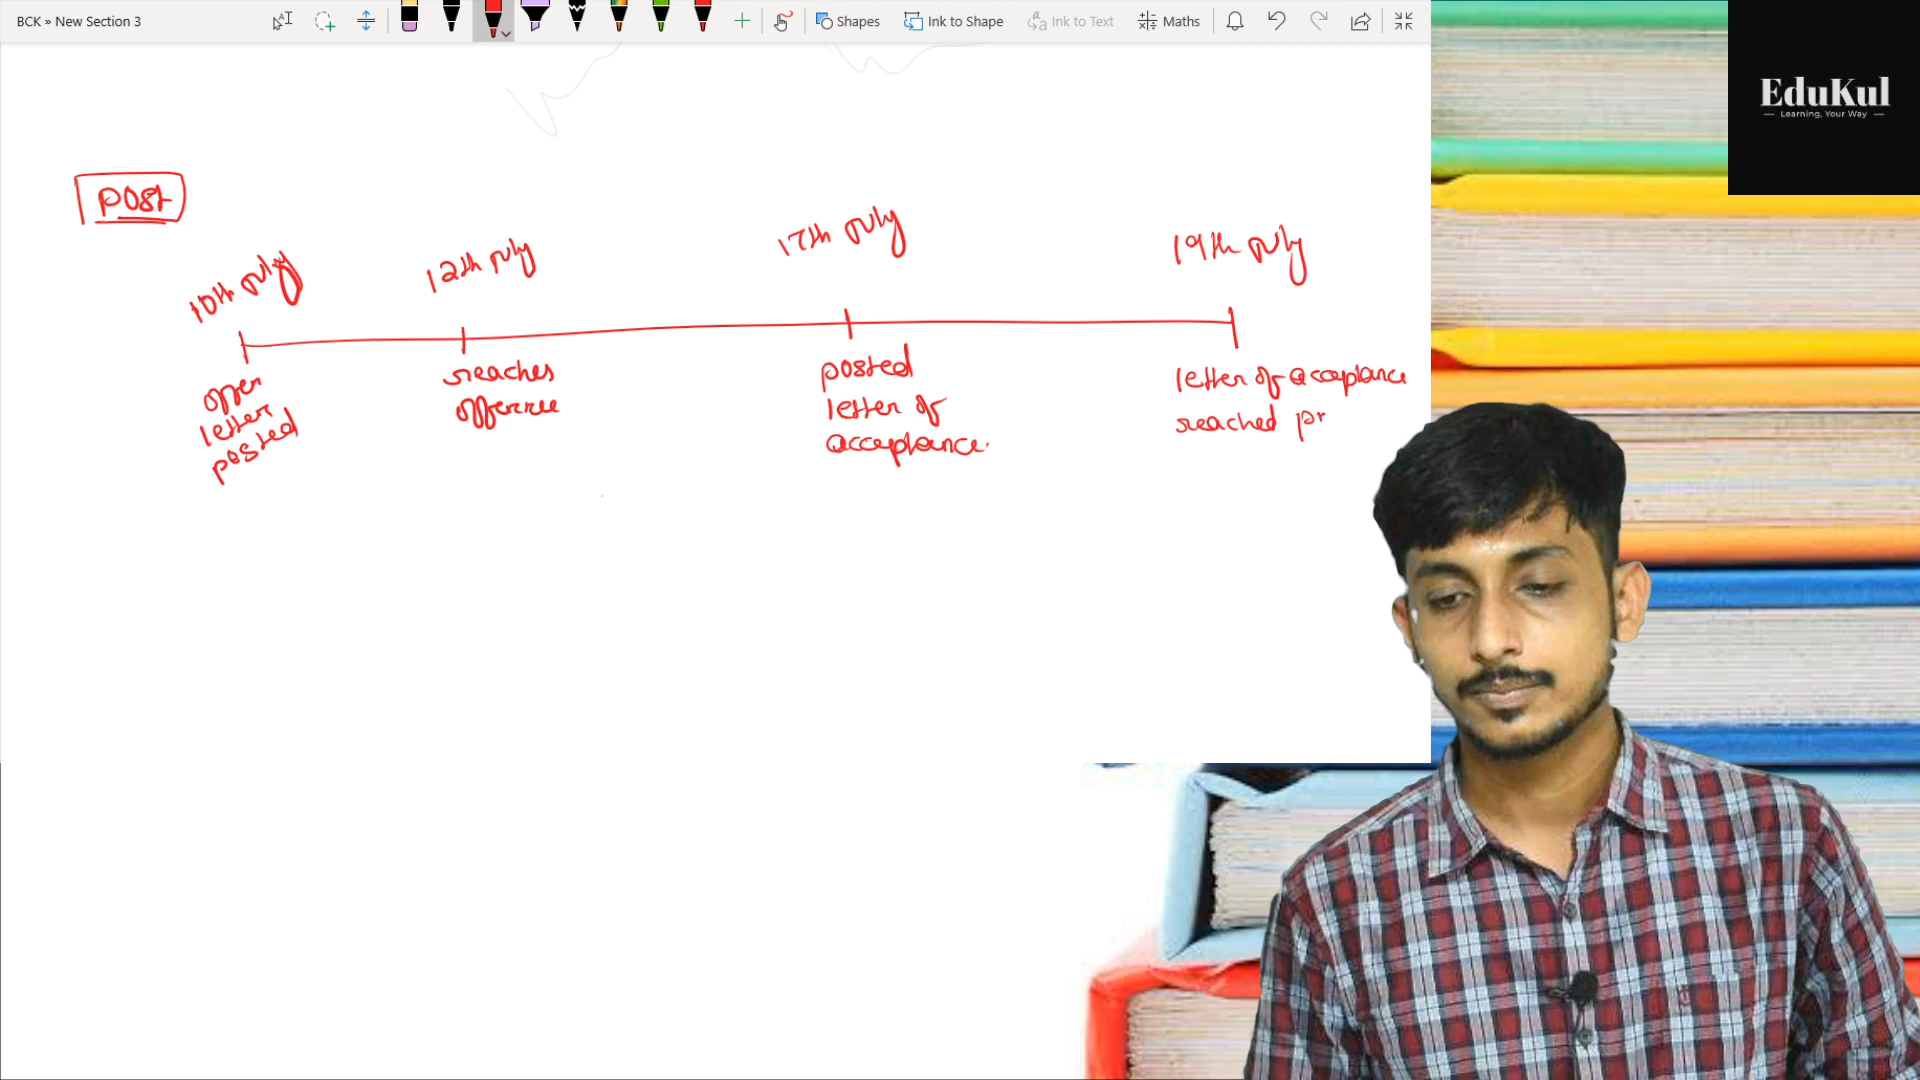 BCK » New Section 3
Shapes
Ink to Shape
Ink to Text
Maths
EduKul
Learning, Your Way
POST
10th July
12th July
17th July
19th July
offer
letter
posted
reaches
offeree
posted
letter of
acceptance.
letter of acceptance
reached pr